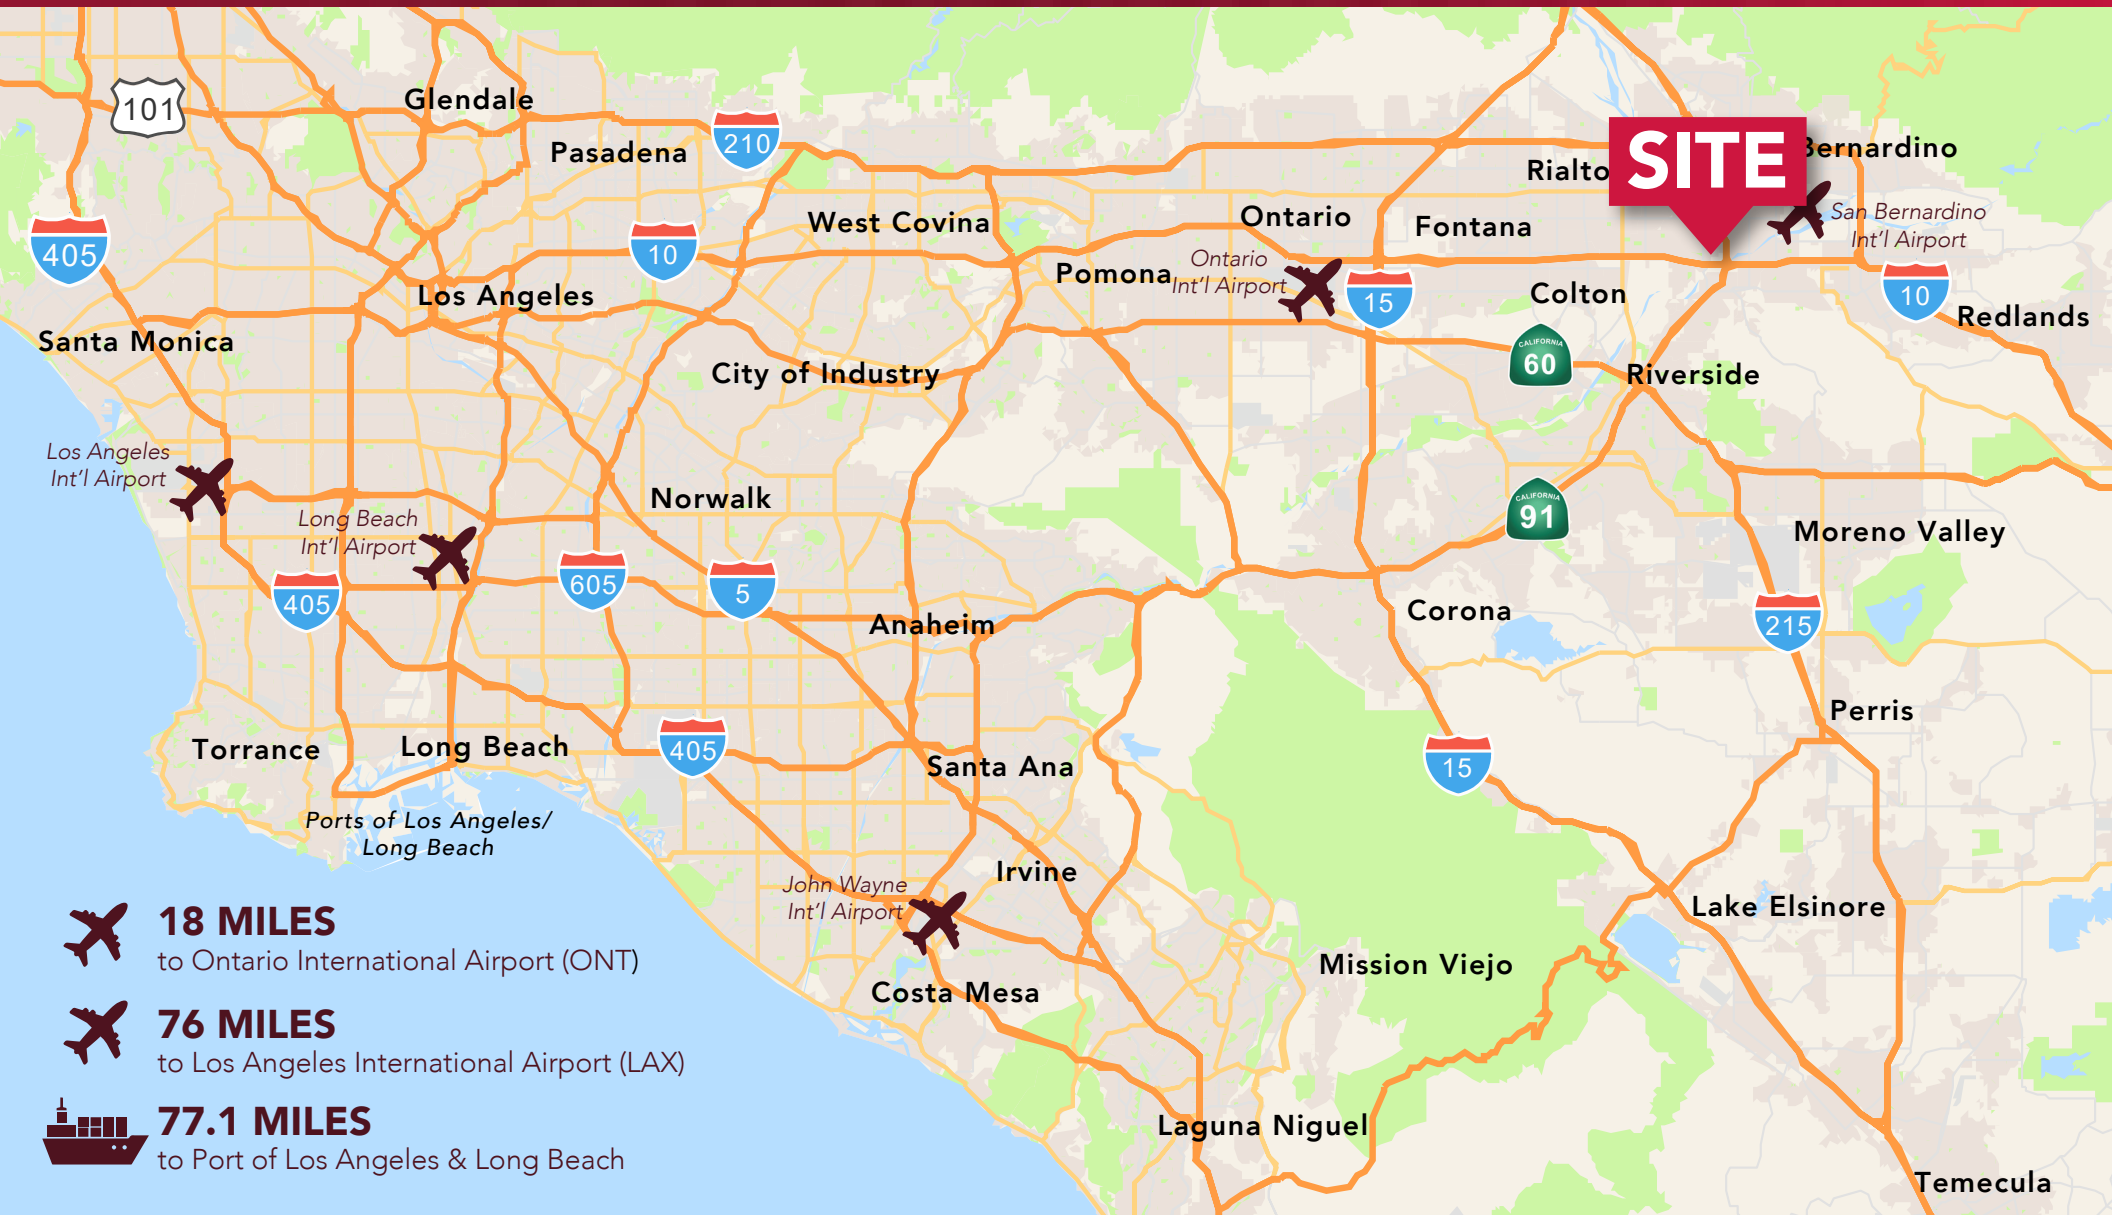 101
Glendale
Pasadena
210
SITE
Bernardino
Rialto
405
10
West Covina
Ontario
Fontana
San Bernardino
Int'l Airport
Ontario
Int'l Airport
Pomona
15
Colton
10
Redlands
Los Angeles
Santa Monica
City of Industry
CALIFORNIA
60
Riverside
Los Angeles
Int'l Airport
Long Beach
Int'l Airport
Norwalk
CALIFORNIA
91
Moreno Valley
405
605
5
Anaheim
Corona
215
Perris
Torrance
Long Beach
405
Santa Ana
15
Ports of Los Angeles/
Long Beach
John Wayne
Int'l Airport
Irvine
Lake Elsinore
Mission Viejo
Costa Mesa
Laguna Niguel
Temecula
18 MILES
to Ontario International Airport (ONT)
76 MILES
to Los Angeles International Airport (LAX)
77.1 MILES
to Port of Los Angeles & Long Beach